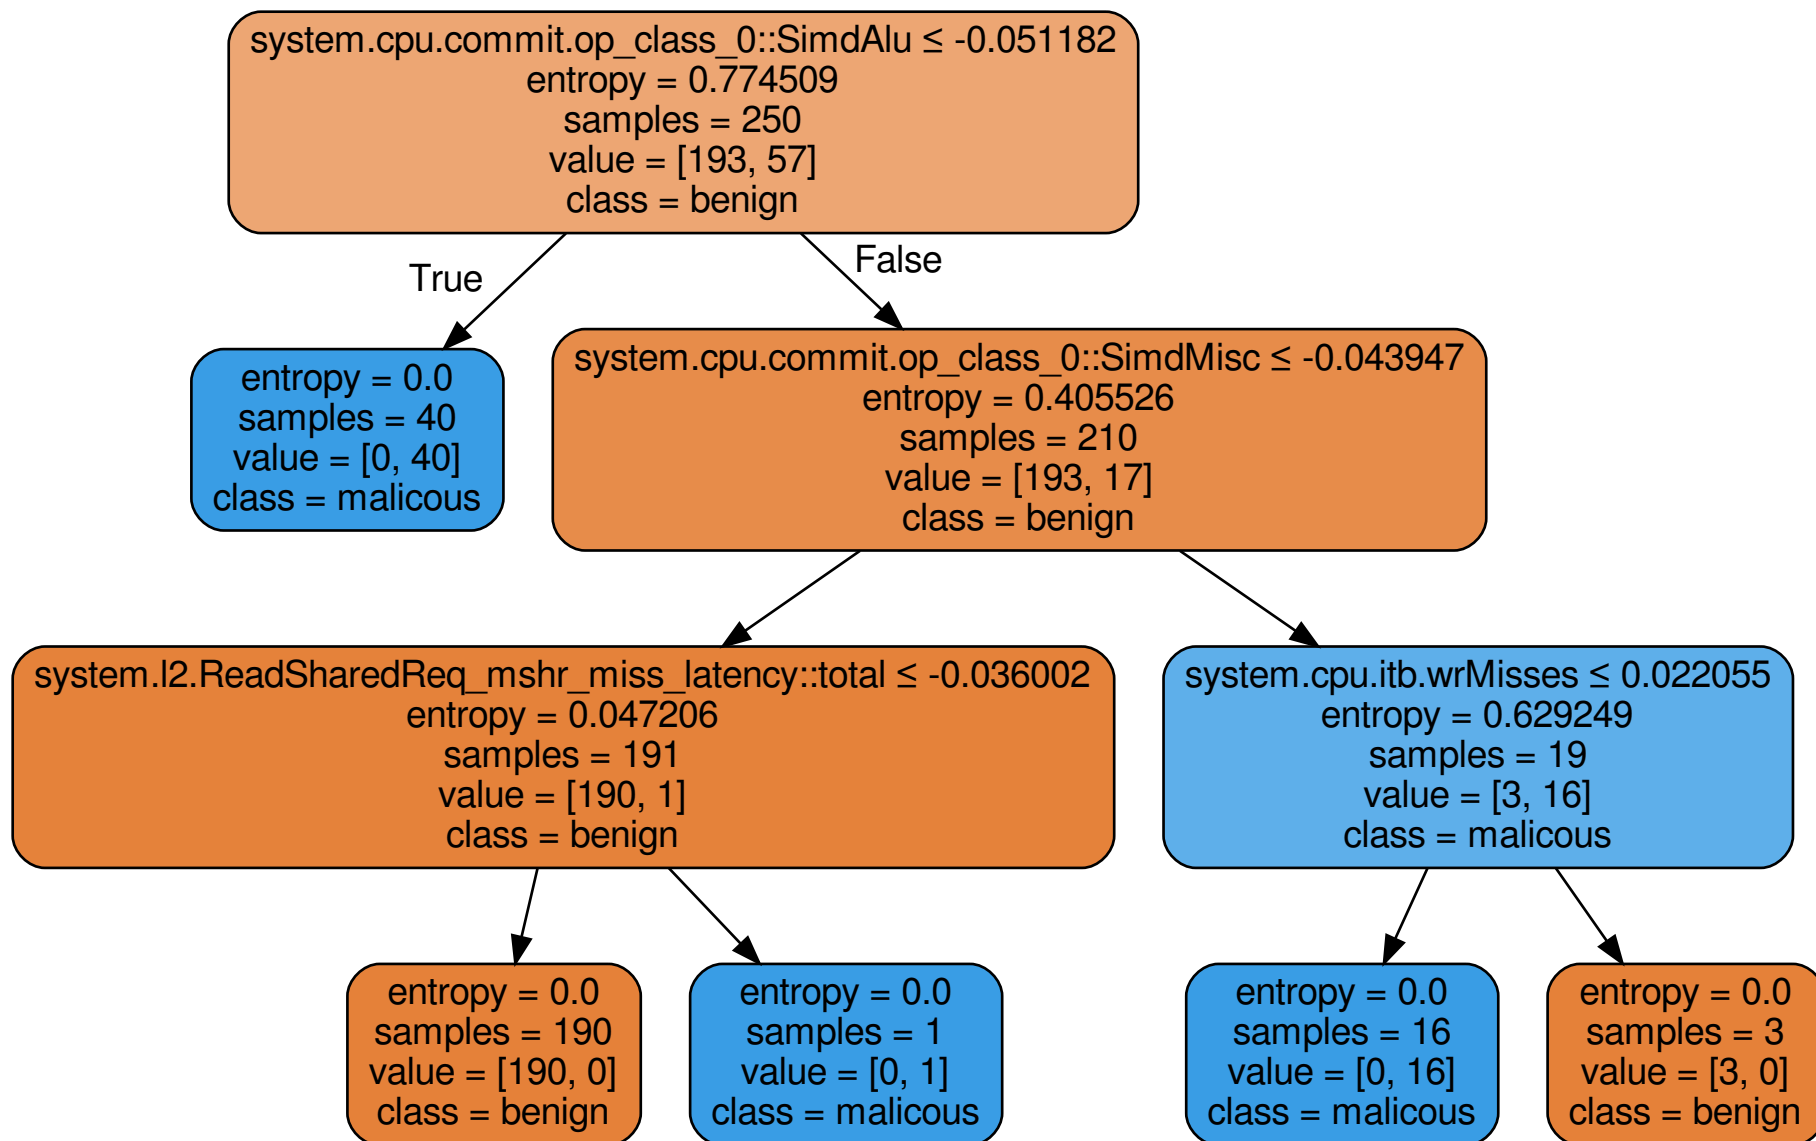 system.cpu.commit.op_class_0::SimdAlu ≤ -0.051182
entropy = 0.774509
samples = 250
value = [193, 57]
class = benign
True
False
entropy = 0.0
samples = 40
value = [0, 40]
class = malicous
system.cpu.commit.op_class_0::SimdMisc ≤ -0.043947
entropy = 0.405526
samples = 210
value = [193, 17]
class = benign
system.l2.ReadSharedReq_mshr_miss_latency::total ≤ -0.036002
entropy = 0.047206
samples = 191
value = [190, 1]
class = benign
system.cpu.itb.wrMisses ≤ 0.022055
entropy = 0.629249
samples = 19
value = [3, 16]
class = malicous
entropy = 0.0
samples = 190
value = [190, 0]
class = benign
entropy = 0.0
samples = 1
value = [0, 1]
class = malicous
entropy = 0.0
samples = 16
value = [0, 16]
class = malicous
entropy = 0.0
samples = 3
value = [3, 0]
class = benign